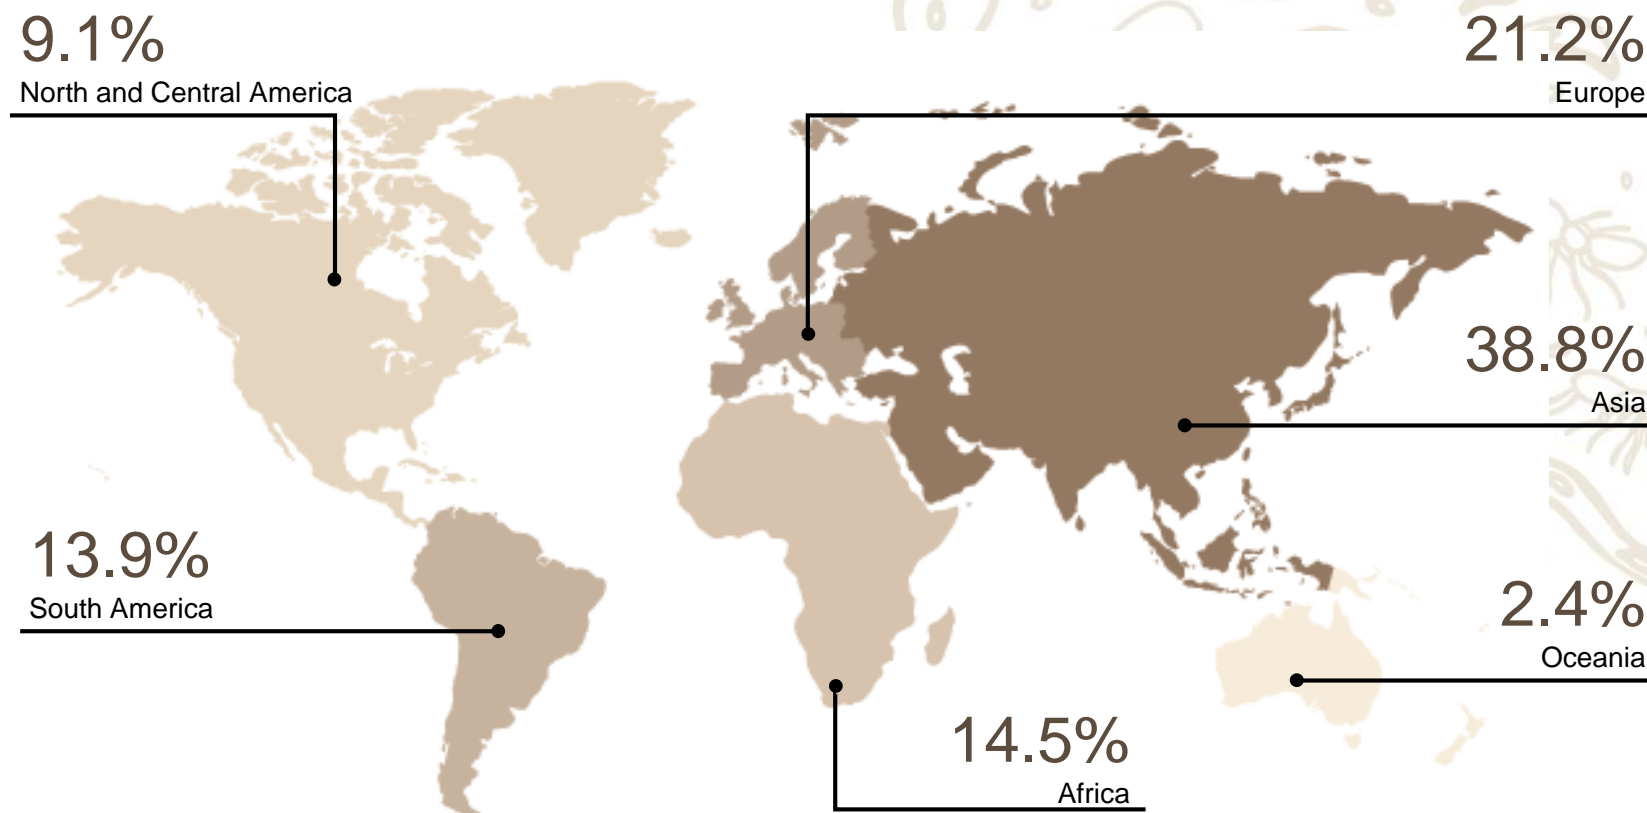 9.1%
North and Central America
21.2%
Europe
38.8%
Asia
13.9%
South America
2.4%
Oceania
14.5%
Africa